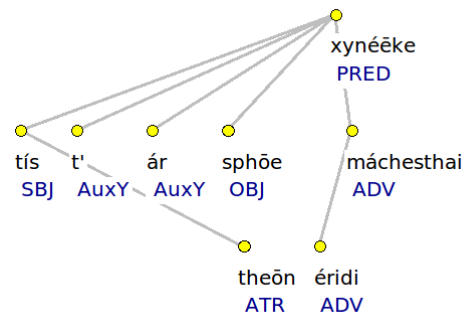 xynéēke
PRED
tís t' ár sphōe máchesthai
SBJ AuxY AuxY OBJ ADV
theōn éridi
ATR ADV